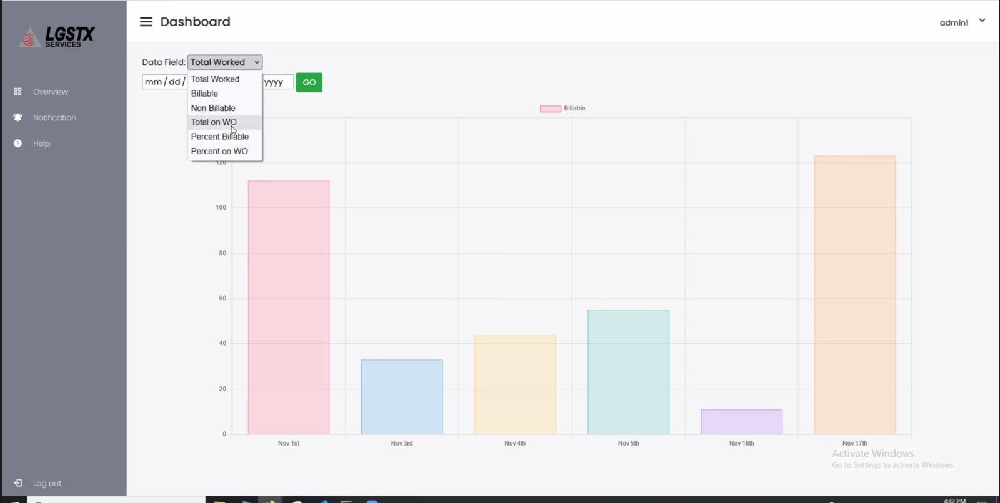 LGSTX
SERVICES
Dashboard
admin1
Overview
Notification
Help
Log out
Data Field: Total Worked
mm / dd / yyyy GO
Total Worked
Billable
Non Billable
Total on WO
Percent Billable
Percent on WO
Billable
120
100
80
60
40
20
0
Nov 1st Nov 3rd Nov 4th Nov 5th Nov 16th Nov 17th
Activate Windows
Go to Settings to activate Windows.
4:42 PM